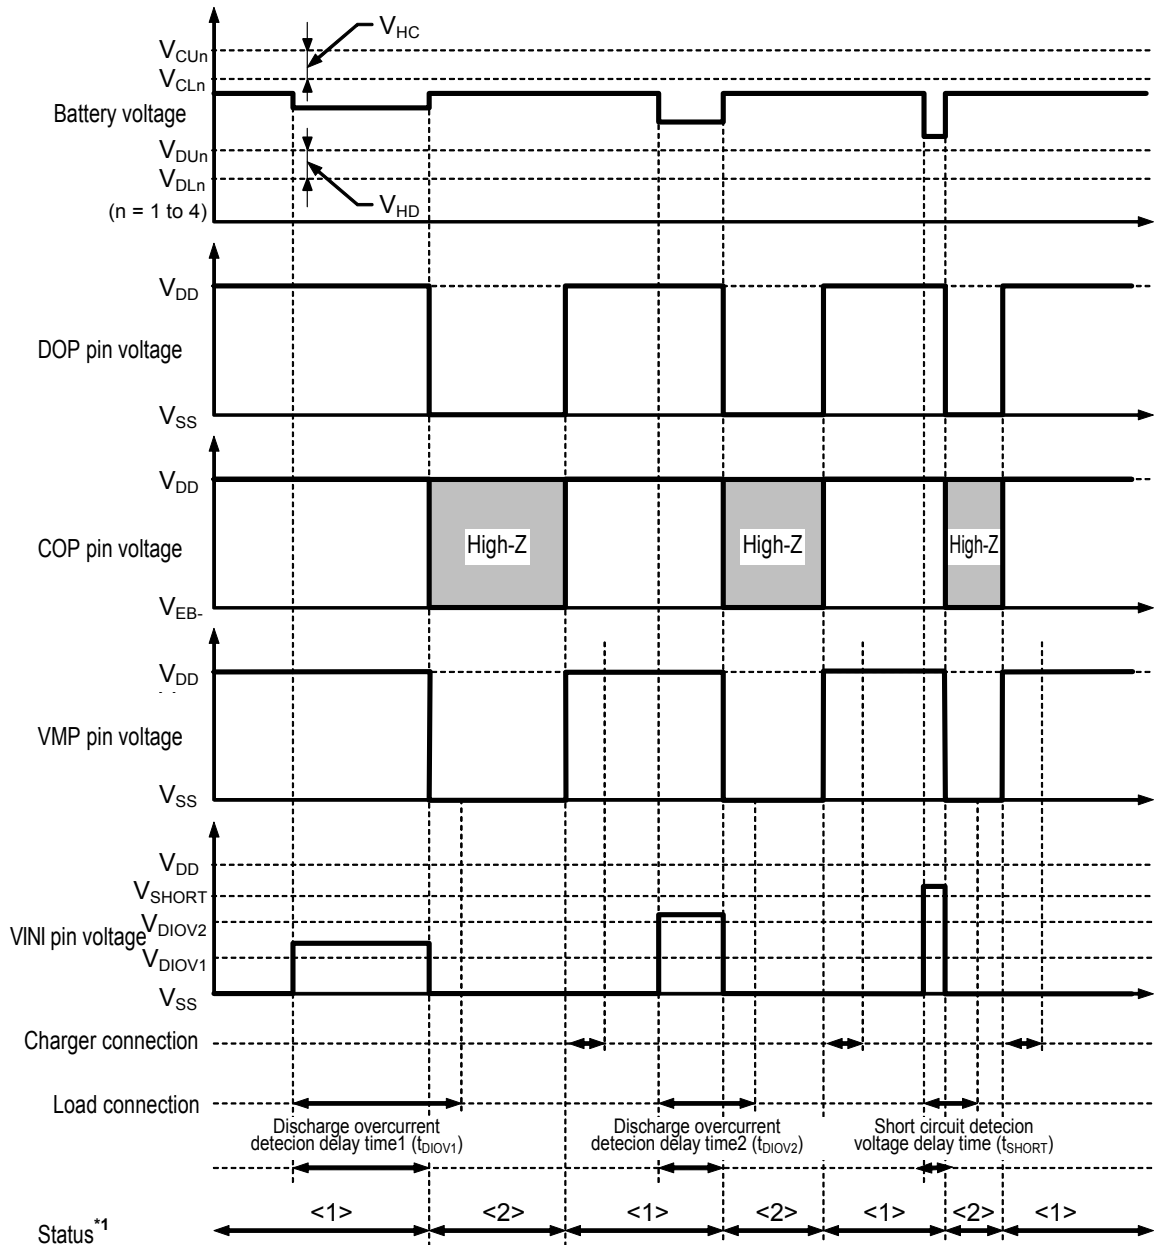 V_HC
V_CUn
V_CLn
Battery voltage
V_DUn
V_DLn
(n = 1 to 4)
V_HD
V_DD
DOP pin voltage
V_SS
V_DD
COP pin voltage
High-Z
High-Z
High-Z
V_EB-
V_DD
VMP pin voltage
V_SS
V_DD
V_SHORT
V_DIOV2
VINI pin voltage
V_DIOV1
V_SS
Charger connection
Load connection
Discharge overcurrent
detecion delay time1 (t_DIOV1)
Discharge overcurrent
detecion delay time2 (t_DIOV2)
Short circuit detecion
voltage delay time (t_SHORT)
Status*1
<1>
<2>
<1>
<2>
<1>
<2>
<1>